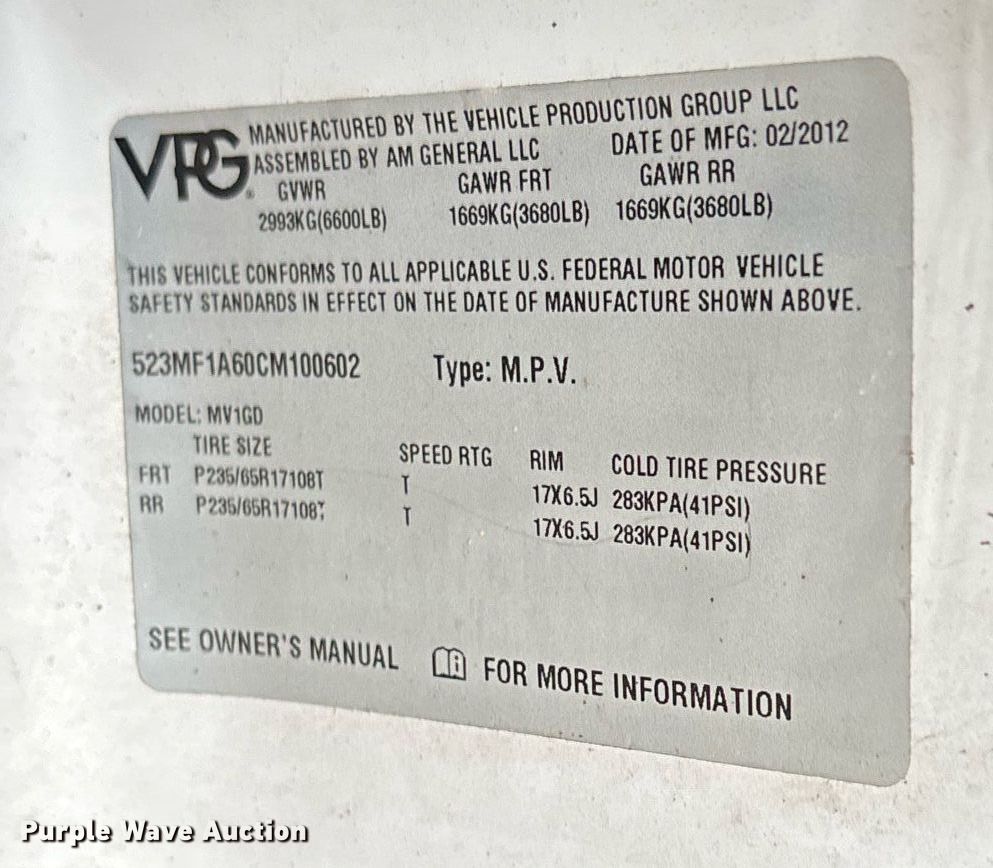 VPG® MANUFACTURED BY THE VEHICLE PRODUCTION GROUP LLC
ASSEMBLED BY AM GENERAL LLC DATE OF MFG: 02/2012
GVWR GAWR FRT GAWR RR
2993KG(6600LB) 1669KG(3680LB) 1669KG(3680LB)
THIS VEHICLE CONFORMS TO ALL APPLICABLE U.S. FEDERAL MOTOR VEHICLE
SAFETY STANDARDS IN EFFECT ON THE DATE OF MANUFACTURE SHOWN ABOVE.
523MF1A60CM100602 Type: M.P.V.
MODEL: MV1GD
TIRE SIZE SPEED RTG RIM COLD TIRE PRESSURE
FRT P235/65R17108T T 17X6.5J 283KPA(41PSI)
RR P235/65R17108T T 17X6.5J 283KPA(41PSI)
SEE OWNER'S MANUAL FOR MORE INFORMATION
Purple Wave Auction